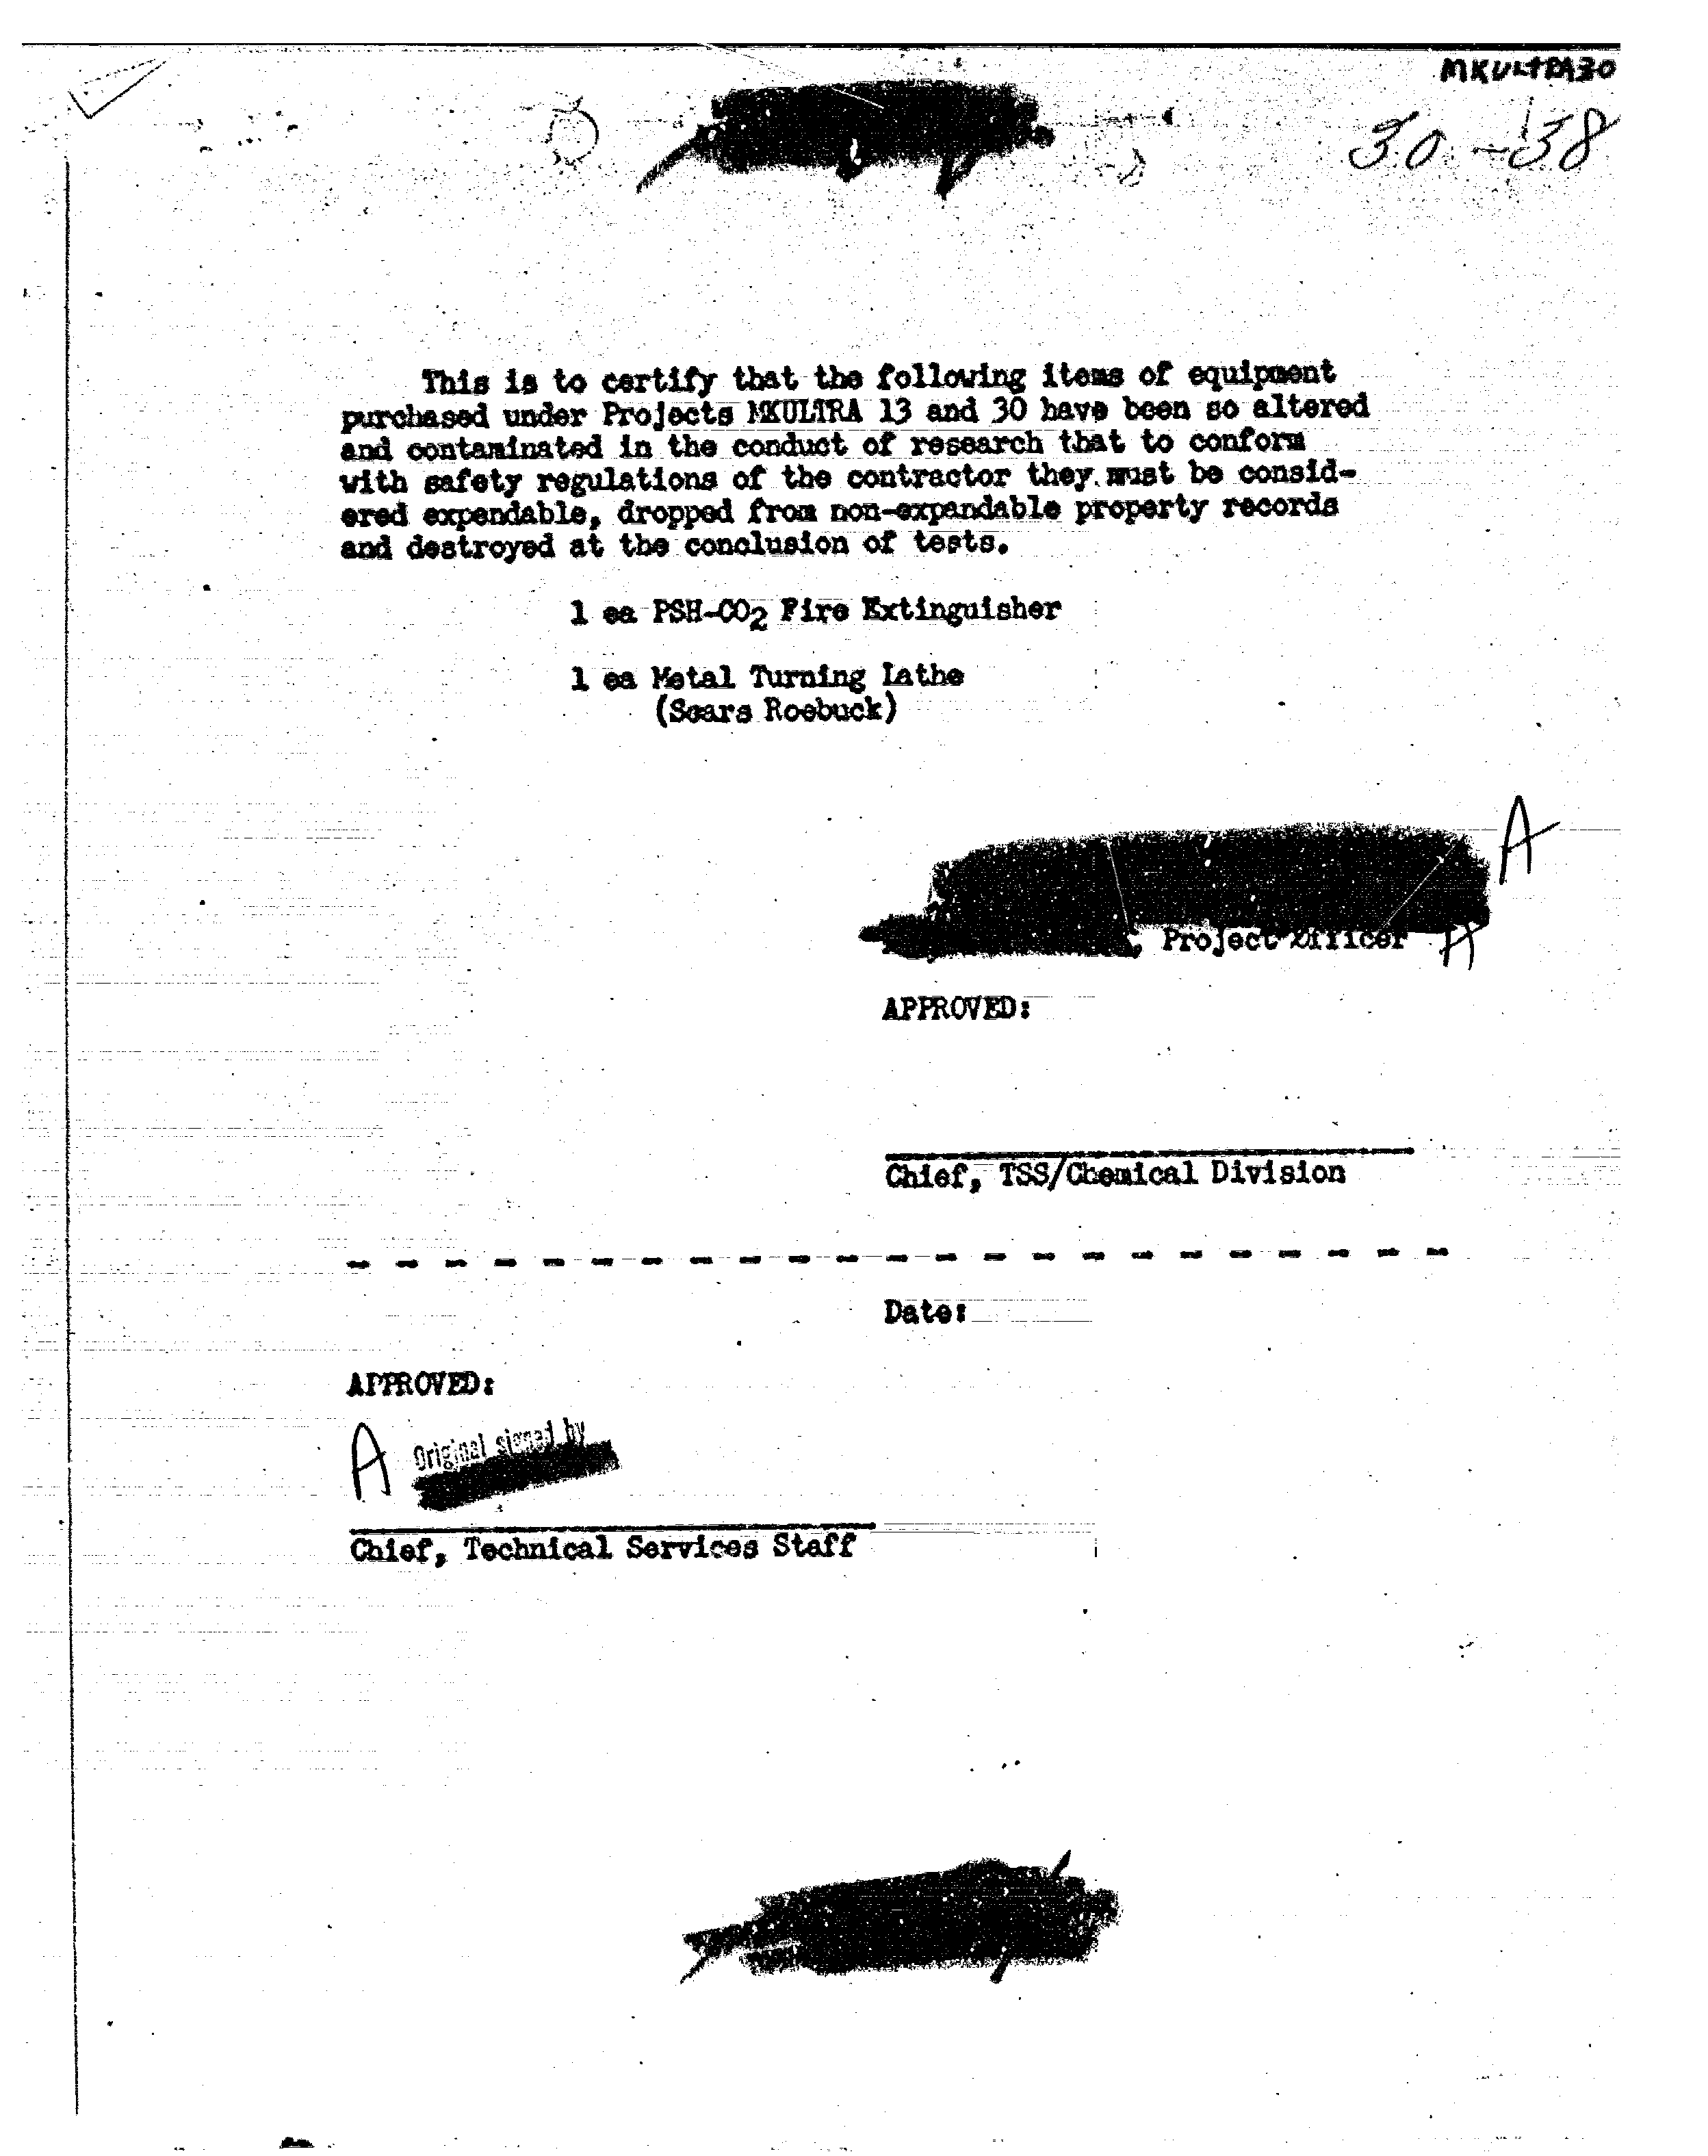 MKULTRA30
30-38
This is to certify that the following items of equipment
purchased under Projects MKULTRA 13 and 30 have been so altered
and contaminated in the conduct of research that to conform
with safety regulations of the contractor they must be consid-
ered expendable, dropped from non-expandable property records
and destroyed at the conclusion of tests.
1 ea PSH-CO2 Fire Extinguisher
1 ea Metal Turning Lathe
(Sears Roebuck)
A
, Project Officer A
APPROVED:
Chief, TSS/Chemical Division
Date:
APPROVED:
A Original signed by
Chief, Technical Services Staff